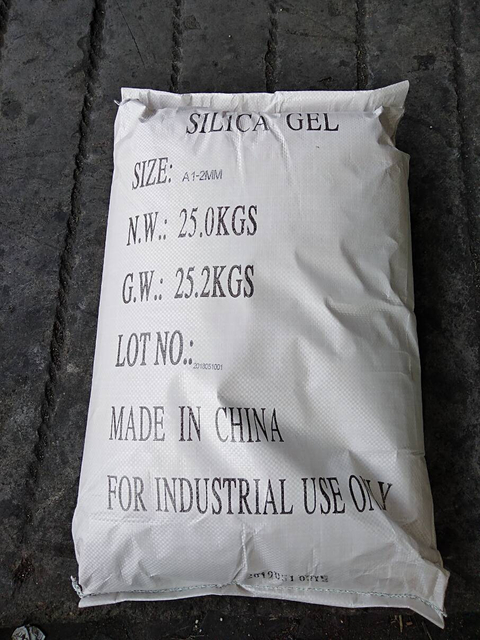 SILICA GEL
SIZE: A1-2MM
N.W.: 25.0KGS
G.W.: 25.2KGS
LOT NO.:
MADE IN CHINA
FOR INDUSTRIAL USE ONLY